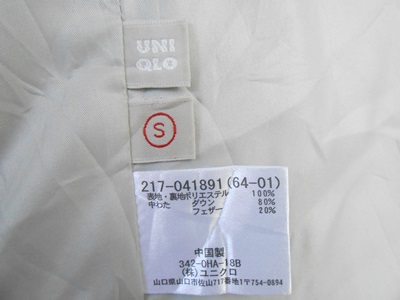 UNI
QLO
S
217-041891(64-01)
表地・裏地ポリエステル 100%
中わた ダウン 80%
フェザー 20%
中国製
342-OHA-18B
(株)ユニクロ
山口県山口市佐山717番地1〒754-0894